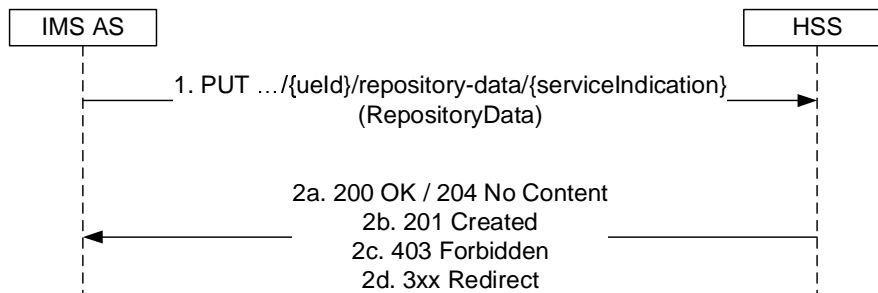 IMS AS
HSS
1. PUT …/{ueId}/repository-data/{serviceIndication}
(RepositoryData)
2a. 200 OK / 204 No Content
2b. 201 Created
2c. 403 Forbidden
2d. 3xx Redirect